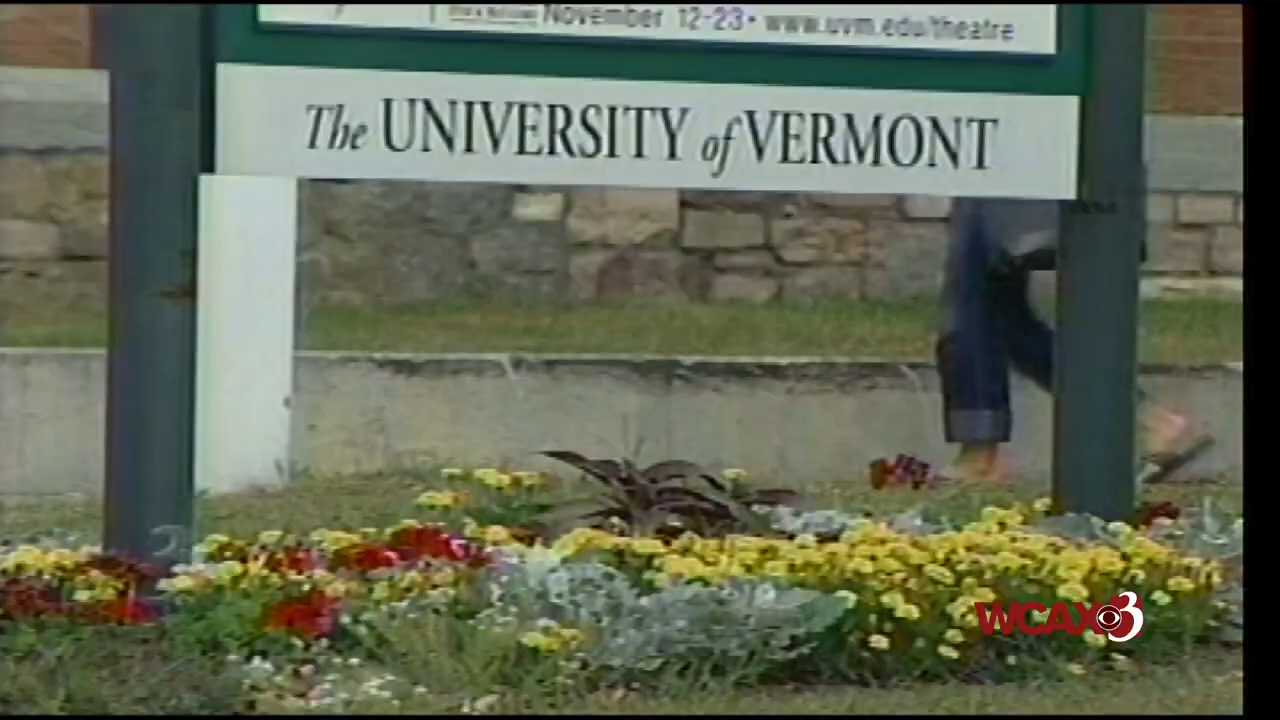 November 12-23 • www.uvm.edu/theatre
The UNIVERSITY of VERMONT
WCAX 3